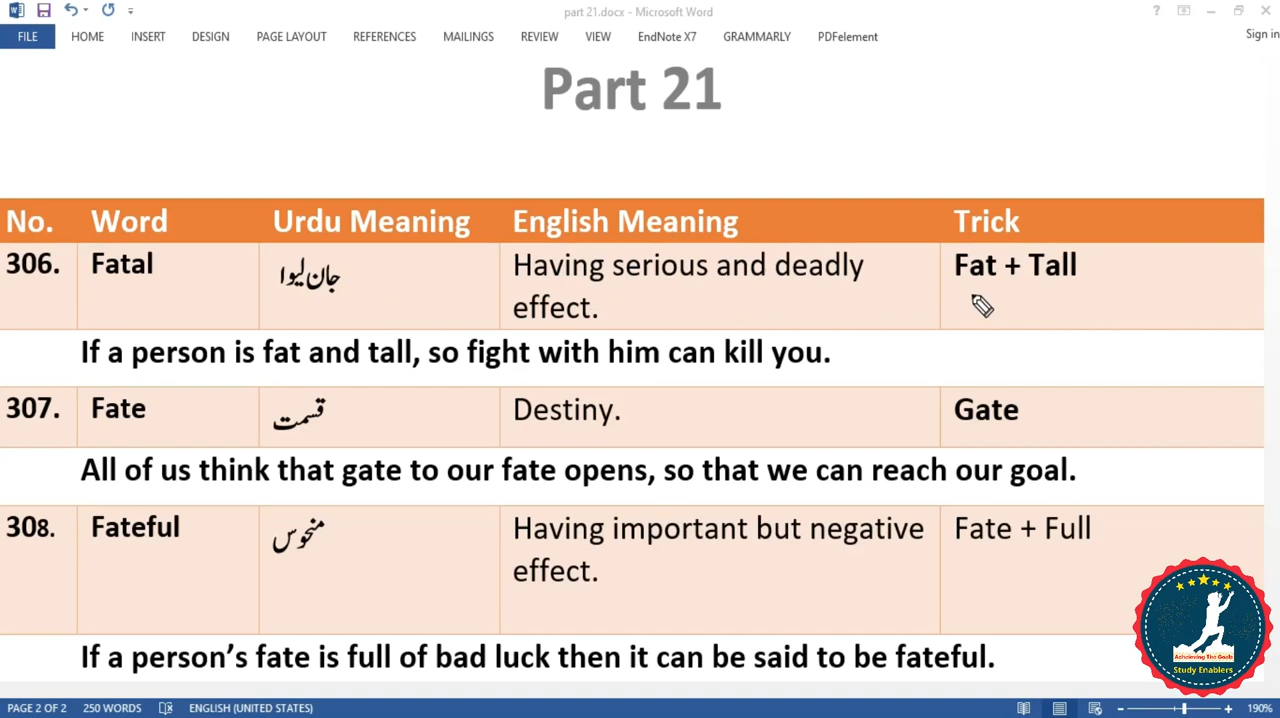 part 21.docx - Microsoft Word
Sign in
FILE HOME INSERT DESIGN PAGE LAYOUT REFERENCES MAILINGS REVIEW VIEW EndNote X7 GRAMMARLY PDFelement
Part 21
No. Word Urdu Meaning English Meaning Trick
306. Fatal جان لیوا Having serious and deadly Fat + Tall
effect.
If a person is fat and tall, so fight with him can kill you.
307. Fate قسمت Destiny. Gate
All of us think that gate to our fate opens, so that we can reach our goal.
308. Fateful منحوس Having important but negative Fate + Full
effect.
If a person’s fate is full of bad luck then it can be said to be fateful.
Acheieving The Goals
Study Enablers
PAGE 2 OF 2 250 WORDS ENGLISH (UNITED STATES) 190%